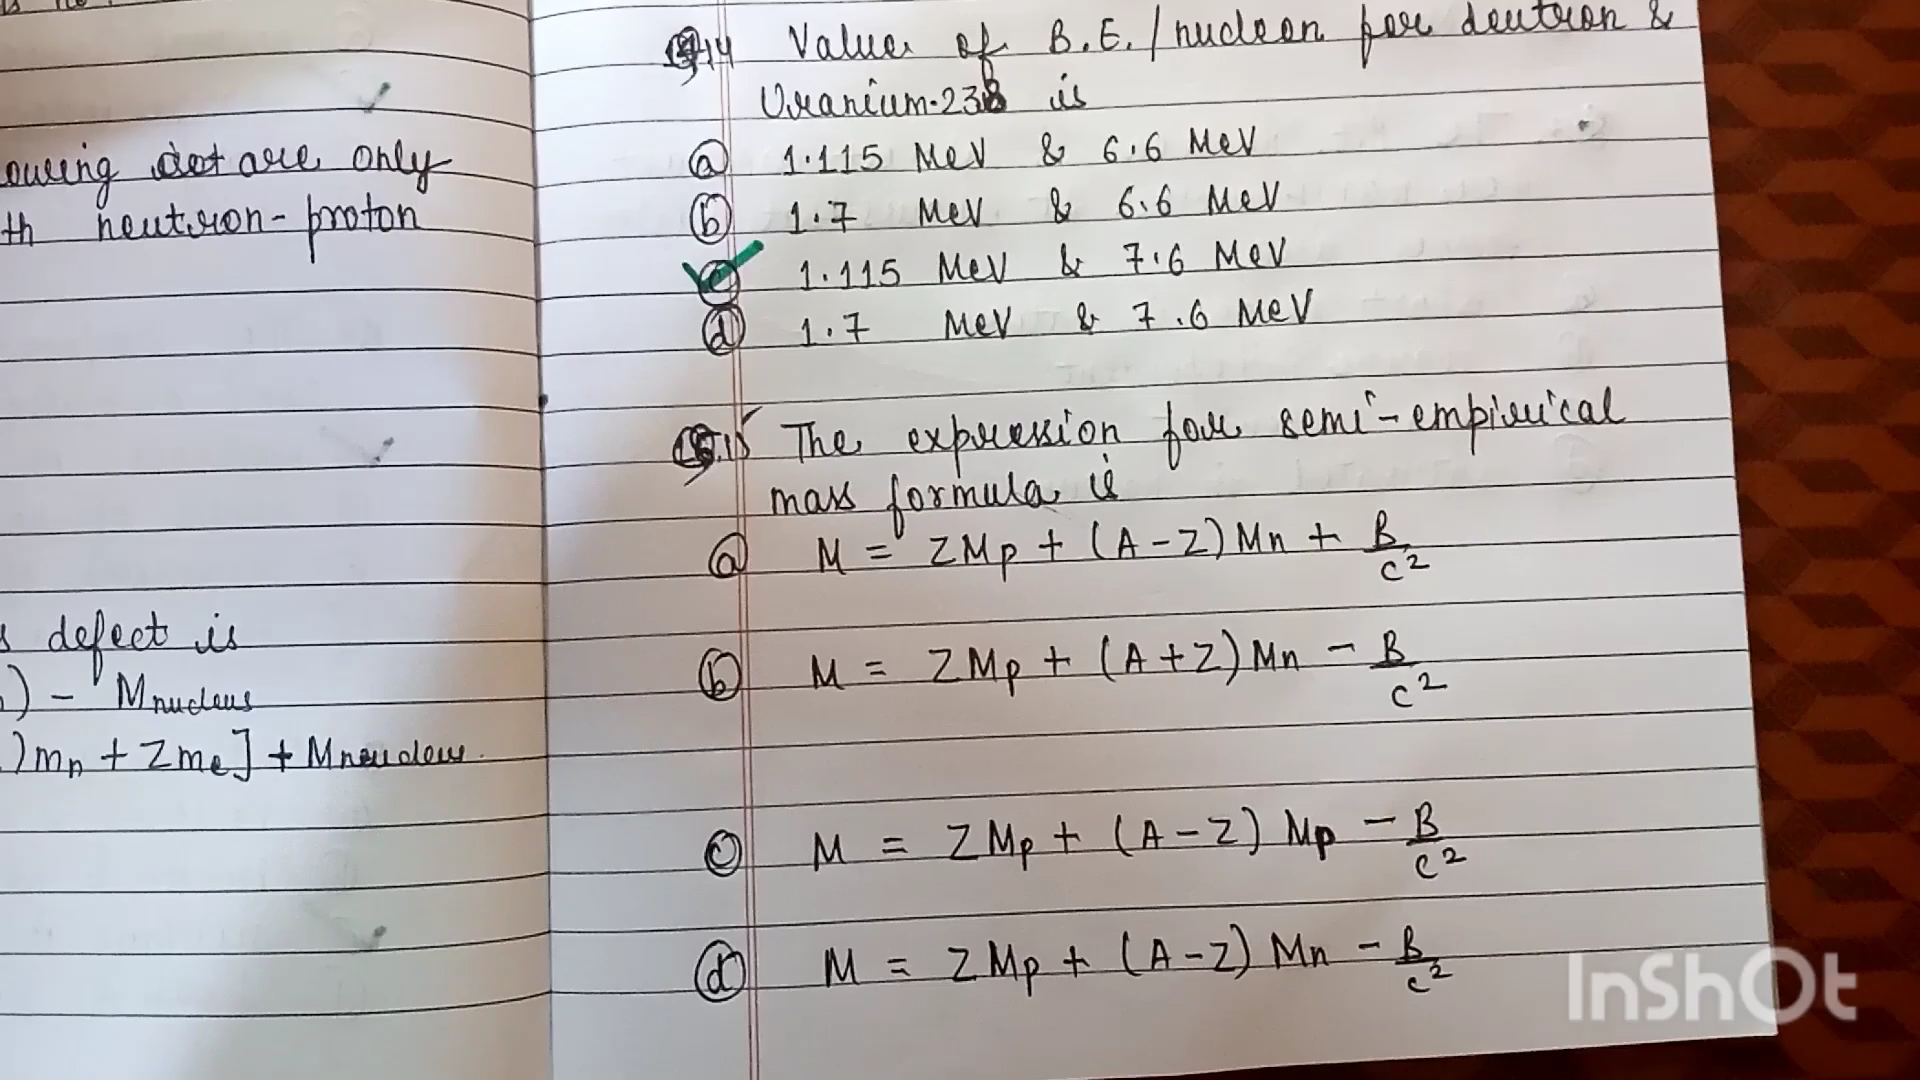 owing det are only
th neutron-proton
defect is
) - Mnucleus
)mn + Zme] + Mnucleus.
14 Value of B.E./nucleon for deutron &
Uranium-238 is
(a) 1.115 MeV & 6.6 MeV
(b) 1.7 MeV & 6.6 MeV
(c) 1.115 MeV & 7.6 MeV
(d) 1.7 MeV & 7.6 MeV
15 The expression for semi-empirical
mass formula is
(a) M = ZMp + (A-Z)Mn + B/c²
(b) M = ZMp + (A+Z)Mn - B/c²
(c) M = ZMp + (A-Z)Mp - B/c²
(d) M = ZMp + (A-Z)Mn - B/c²
InShOt